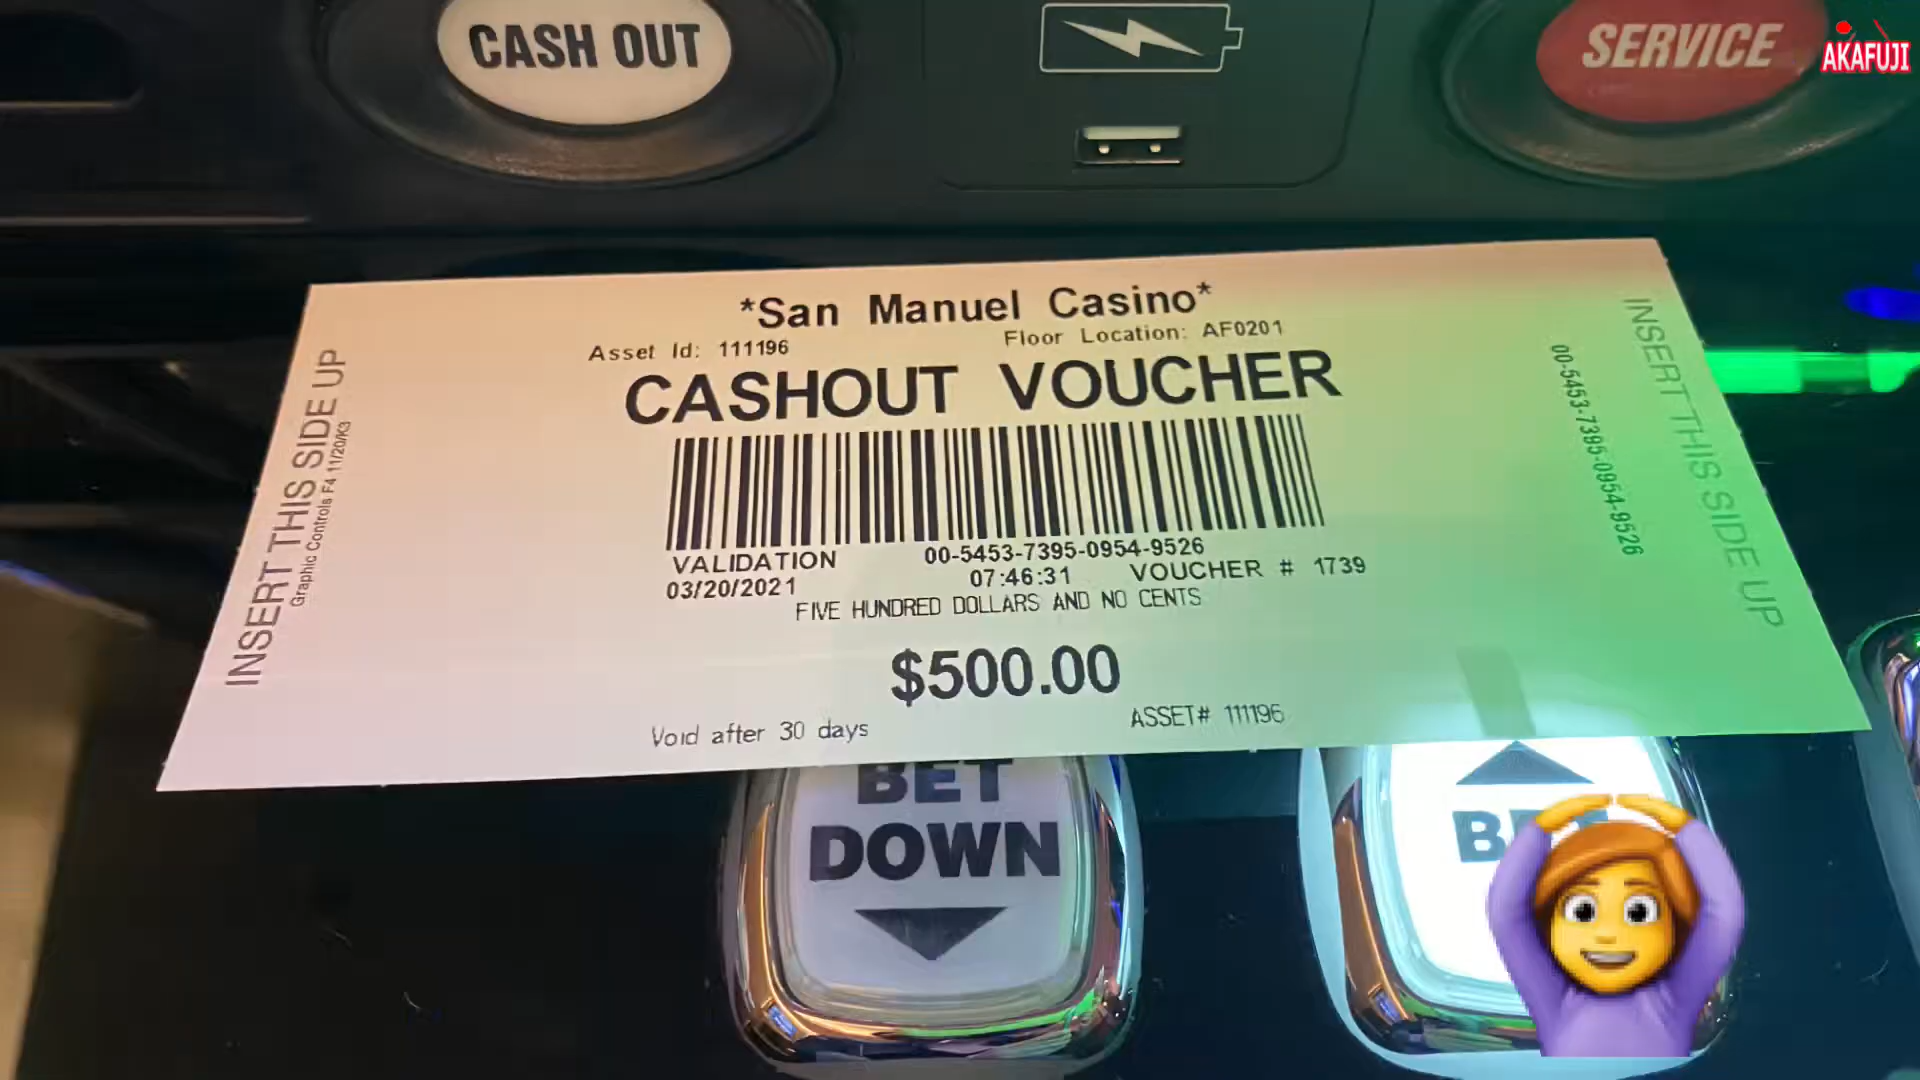 CASH OUT
SERVICE
AKAFUJI
*San Manuel Casino*
Asset Id: 111196
Floor Location: AF0201
CASHOUT VOUCHER
INSERT THIS SIDE UP
Graphic Controls F4 11/20/K3
00-5453-7395-0954-9526
INSERT THIS SIDE UP
VALIDATION 00-5453-7395-0954-9526
03/20/2021 07:46:31 VOUCHER # 1739
FIVE HUNDRED DOLLARS AND NO CENTS
$500.00
Void after 30 days
ASSET# 111196
BET
DOWN